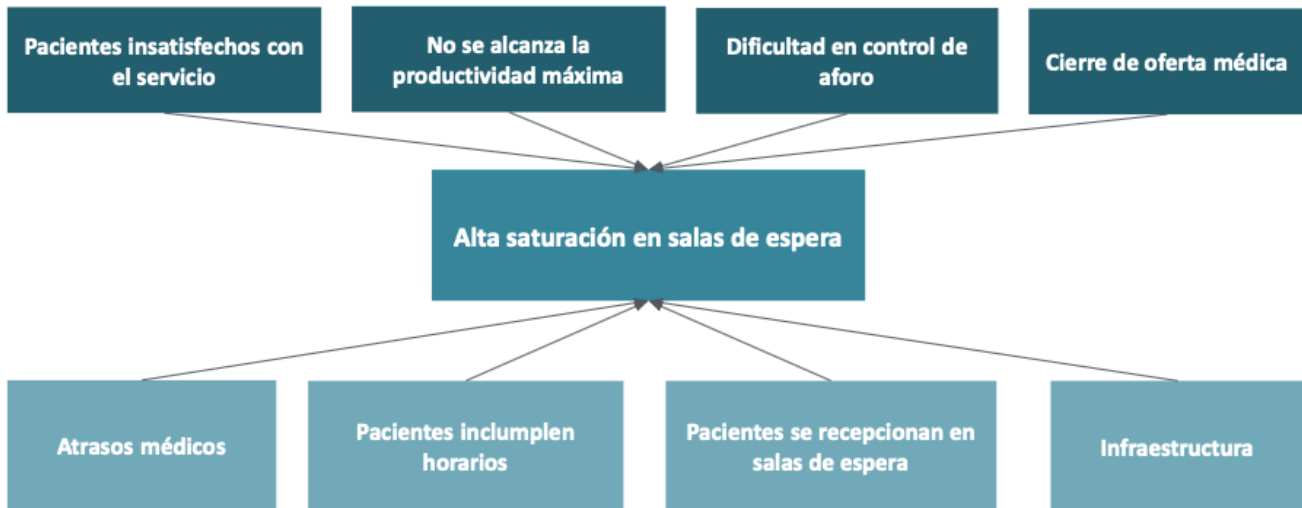 Pacientes insatisfechos con
el servicio
No se alcanza la
productividad máxima
Dificultad en control de
aforo
Cierre de oferta médica
Alta saturación en salas de espera
Atrasos médicos
Pacientes inclumplen
horarios
Pacientes se recepcionan en
salas de espera
Infraestructura